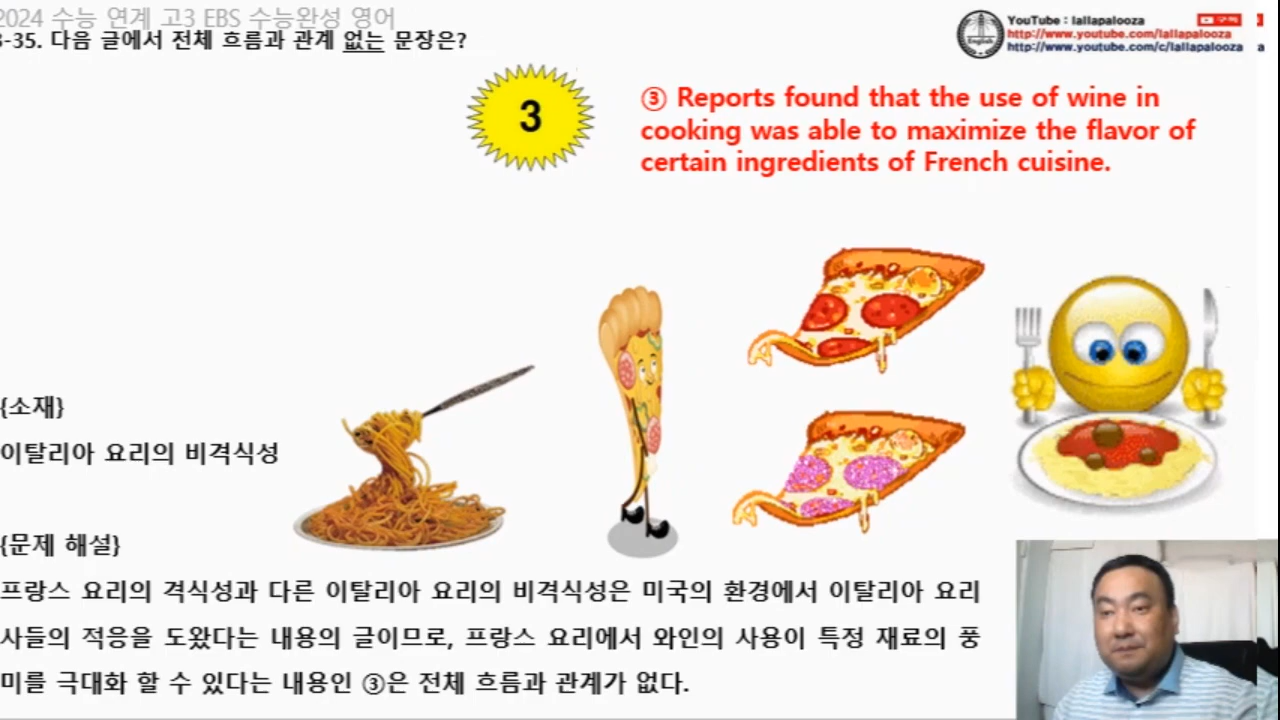 2024 수능 연계 고3 EBS 수능완성 영어
3-35. 다음 글에서 전체 흐름과 관계 없는 문장은?
YouTube : lallapalooza
구독
http://www.youtube.com/lallapalooza
http://www.youtube.com/c/lallapalooza
a
English
3
③ Reports found that the use of wine in
cooking was able to maximize the flavor of
certain ingredients of French cuisine.
{소재}
이탈리아 요리의 비격식성
{문제 해설}
프랑스 요리의 격식성과 다른 이탈리아 요리의 비격식성은 미국의 환경에서 이탈리아 요리
사들의 적응을 도왔다는 내용의 글이므로, 프랑스 요리에서 와인의 사용이 특정 재료의 풍
미를 극대화 할 수 있다는 내용인 ③은 전체 흐름과 관계가 없다.